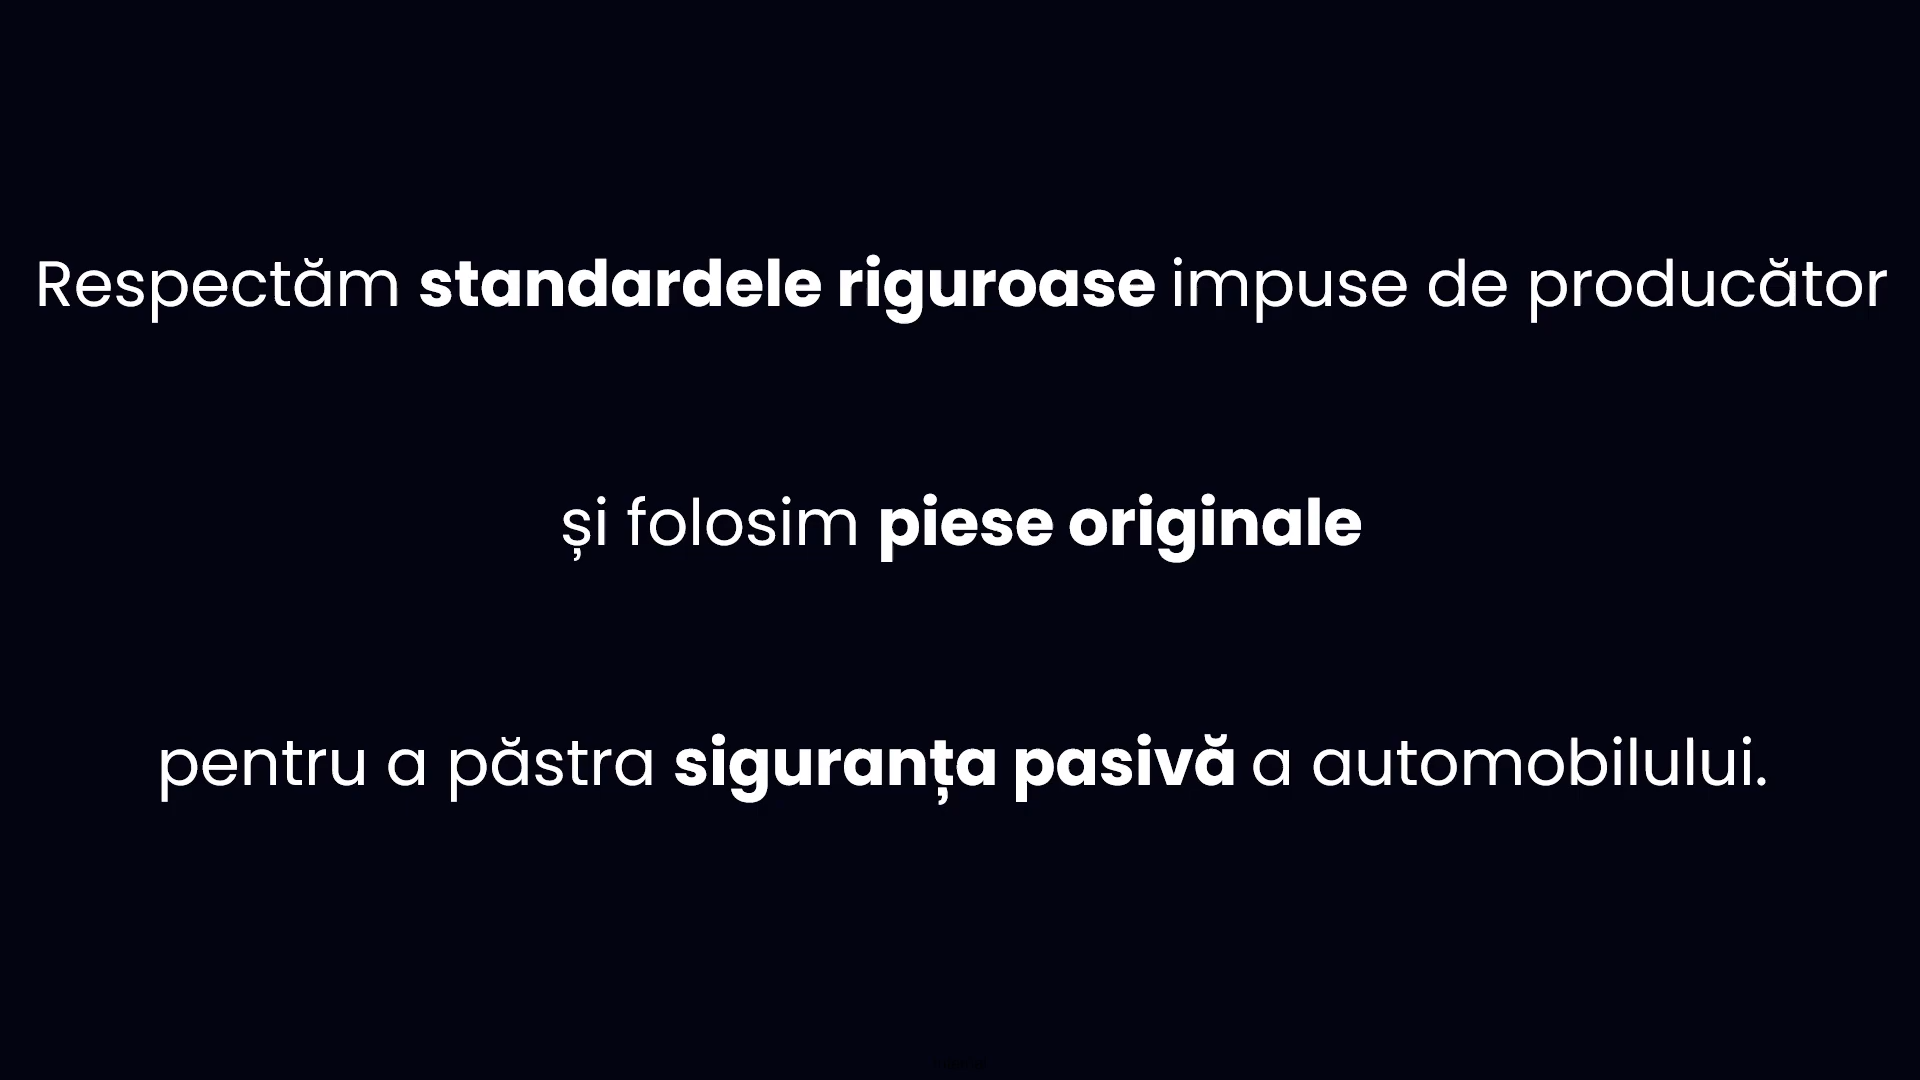 Respectăm standardele riguroase impuse de producător
și folosim piese originale
pentru a păstra siguranța pasivă a automobilului.